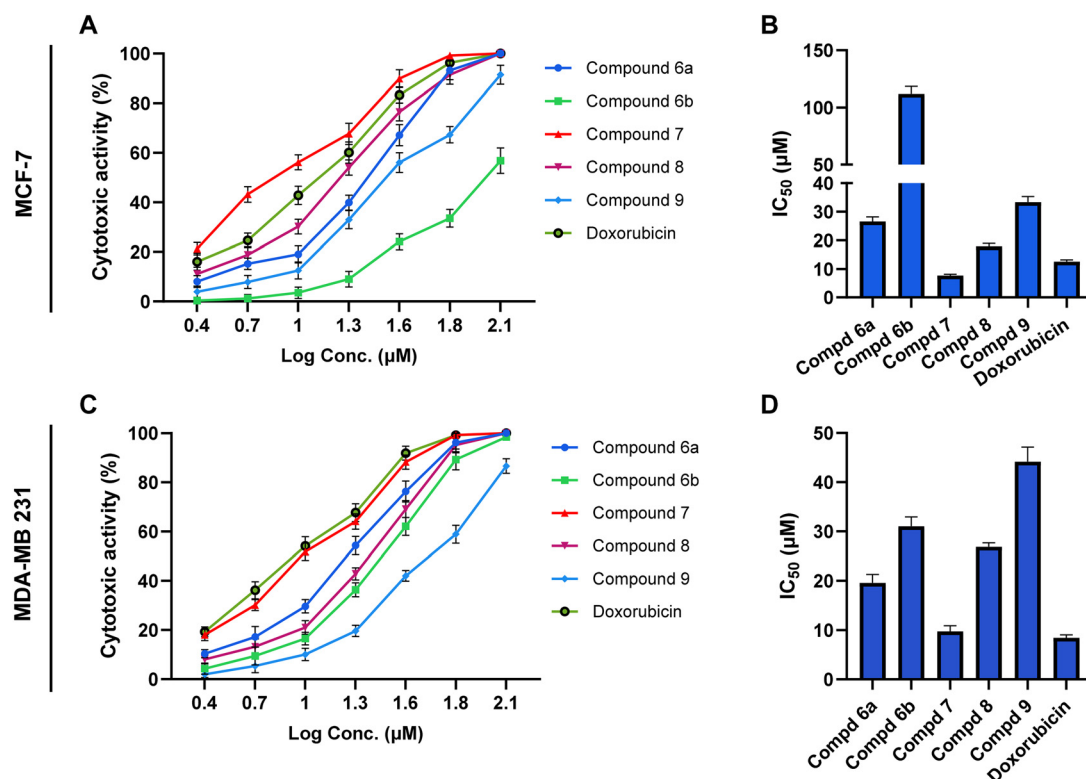 A
MCF-7
Cytotoxic activity (%)
100
80
60
40
20
0
0.4 0.7 1 1.3 1.6 1.8 2.1
Log Conc. (µM)
Compound 6a
Compound 6b
Compound 7
Compound 8
Compound 9
Doxorubicin
B
IC50 (µM)
150
100
50
40
30
20
10
0
Compd 6a
Compd 6b
Compd 7
Compd 8
Compd 9
Doxorubicin
C
MDA-MB 231
Cytotoxic activity (%)
100
80
60
40
20
0
0.4 0.7 1 1.3 1.6 1.8 2.1
Log Conc. (µM)
Compound 6a
Compound 6b
Compound 7
Compound 8
Compound 9
Doxorubicin
D
IC50 (µM)
50
40
30
20
10
0
Compd 6a
Compd 6b
Compd 7
Compd 8
Compd 9
Doxorubicin